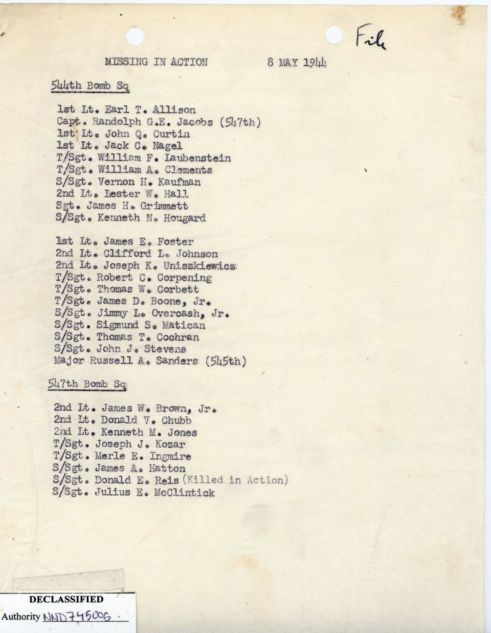 File
MISSING IN ACTION 8 MAY 1944
544th Bomb Sq
1st Lt. Earl T. Allison
Capt. Randolph G.E. Jacobs (547th)
1st Lt. John Q. Curtin
1st Lt. Jack C. Nagel
T/Sgt. William F. Laubenstein
T/Sgt. William A. Clements
S/Sgt. Vernon H. Kaufman
2nd Lt. Lester W. Hall
Sgt. James H. Grimmett
S/Sgt. Kenneth N. Hougard
1st Lt. James E. Foster
2nd Lt. Clifford L. Johnson
2nd Lt. Joseph K. Uniszkiewicz
T/Sgt. Robert C. Corpening
T/Sgt. Thomas W. Corbett
T/Sgt. James D. Boone, Jr.
S/Sgt. Jimmy L. Overcash, Jr.
S/Sgt. Sigmund S. Matican
S/Sgt. Thomas T. Cochran
S/Sgt. John J. Stevens
Major Russell A. Sanders (545th)
547th Bomb Sq
2nd Lt. James W. Brown, Jr.
2nd Lt. Donald V. Chubb
2nd Lt. Kenneth M. Jones
T/Sgt. Joseph J. Kozar
T/Sgt. Merle E. Ingmire
S/Sgt. James A. Hatton
S/Sgt. Donald E. Reis (Killed in Action)
S/Sgt. Julius E. McClintick
DECLASSIFIED
Authority NND745005